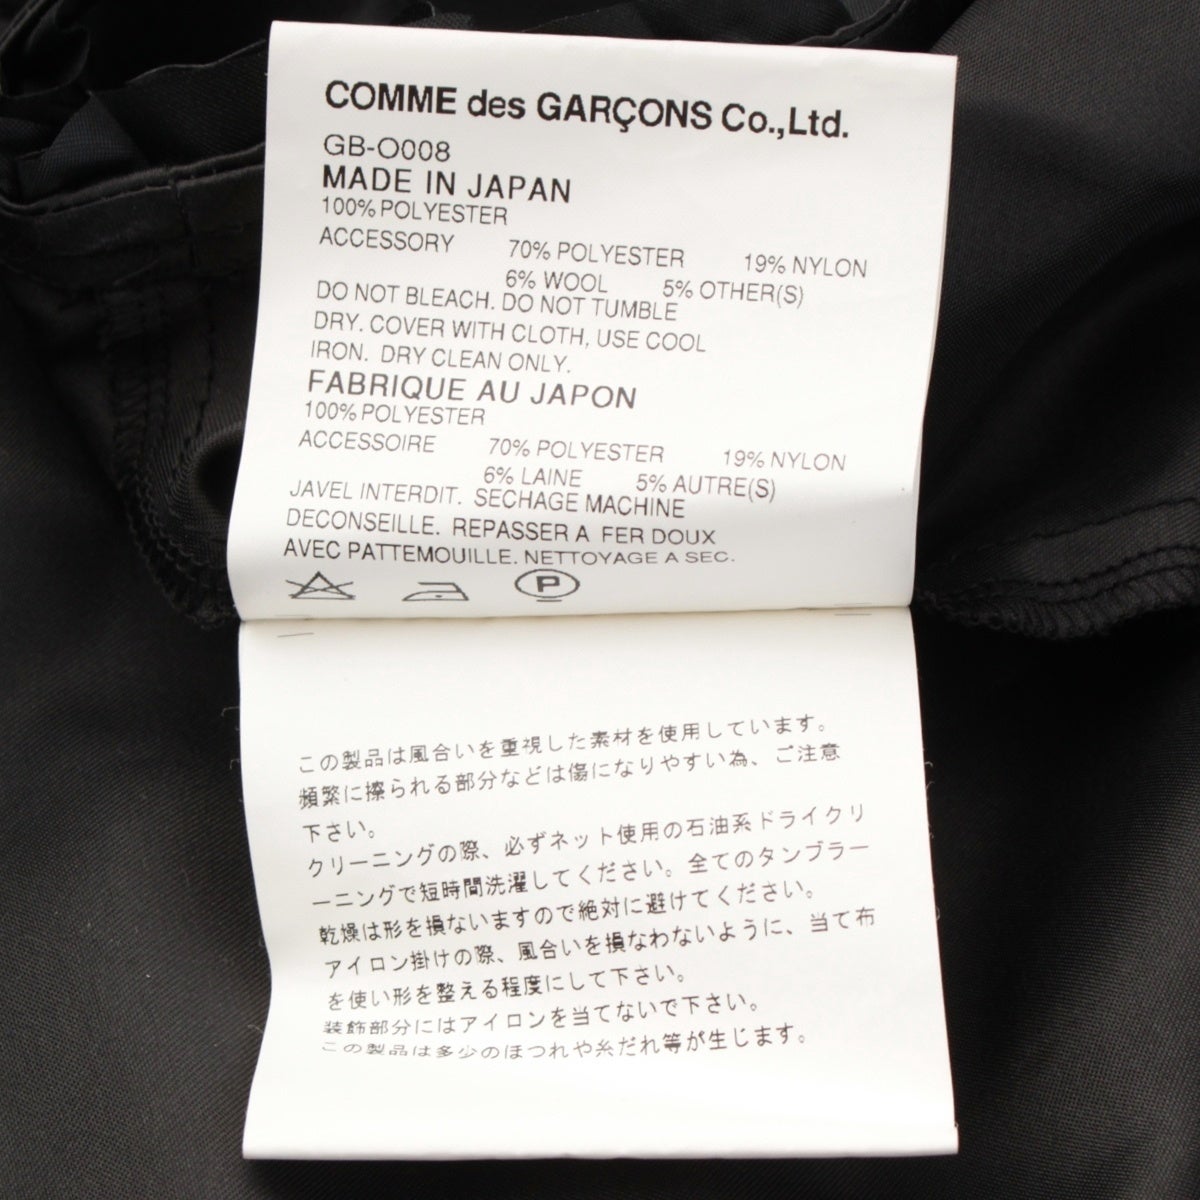 COMME des GARÇONS Co.,Ltd.
GB-O008
MADE IN JAPAN
100% POLYESTER
ACCESSORY 70% POLYESTER 19% NYLON
6% WOOL 5% OTHER(S)
DO NOT BLEACH. DO NOT TUMBLE
DRY. COVER WITH CLOTH, USE COOL
IRON. DRY CLEAN ONLY.
FABRIQUE AU JAPON
100% POLYESTER
ACCESSOIRE 70% POLYESTER 19% NYLON
6% LAINE 5% AUTRE(S)
JAVEL INTERDIT. SECHAGE MACHINE
DECONSEILLE. REPASSER A FER DOUX
AVEC PATTEMOUILLE. NETTOYAGE A SEC.
P
この製品は風合いを重視した素材を使用しています。
頻繁に擦られる部分などは傷になりやすい為、ご注意
下さい。
クリーニングの際、必ずネット使用の石油系ドライクリ
ーニングで短時間洗濯してください。全てのタンブラー
乾燥は形を損ないますので絶対に避けてください。
アイロン掛けの際、風合いを損なわないように、当て布
を使い形を整える程度にして下さい。
装飾部分にはアイロンを当てないで下さい。
この製品は多少のほつれや糸だれ等が生じます。